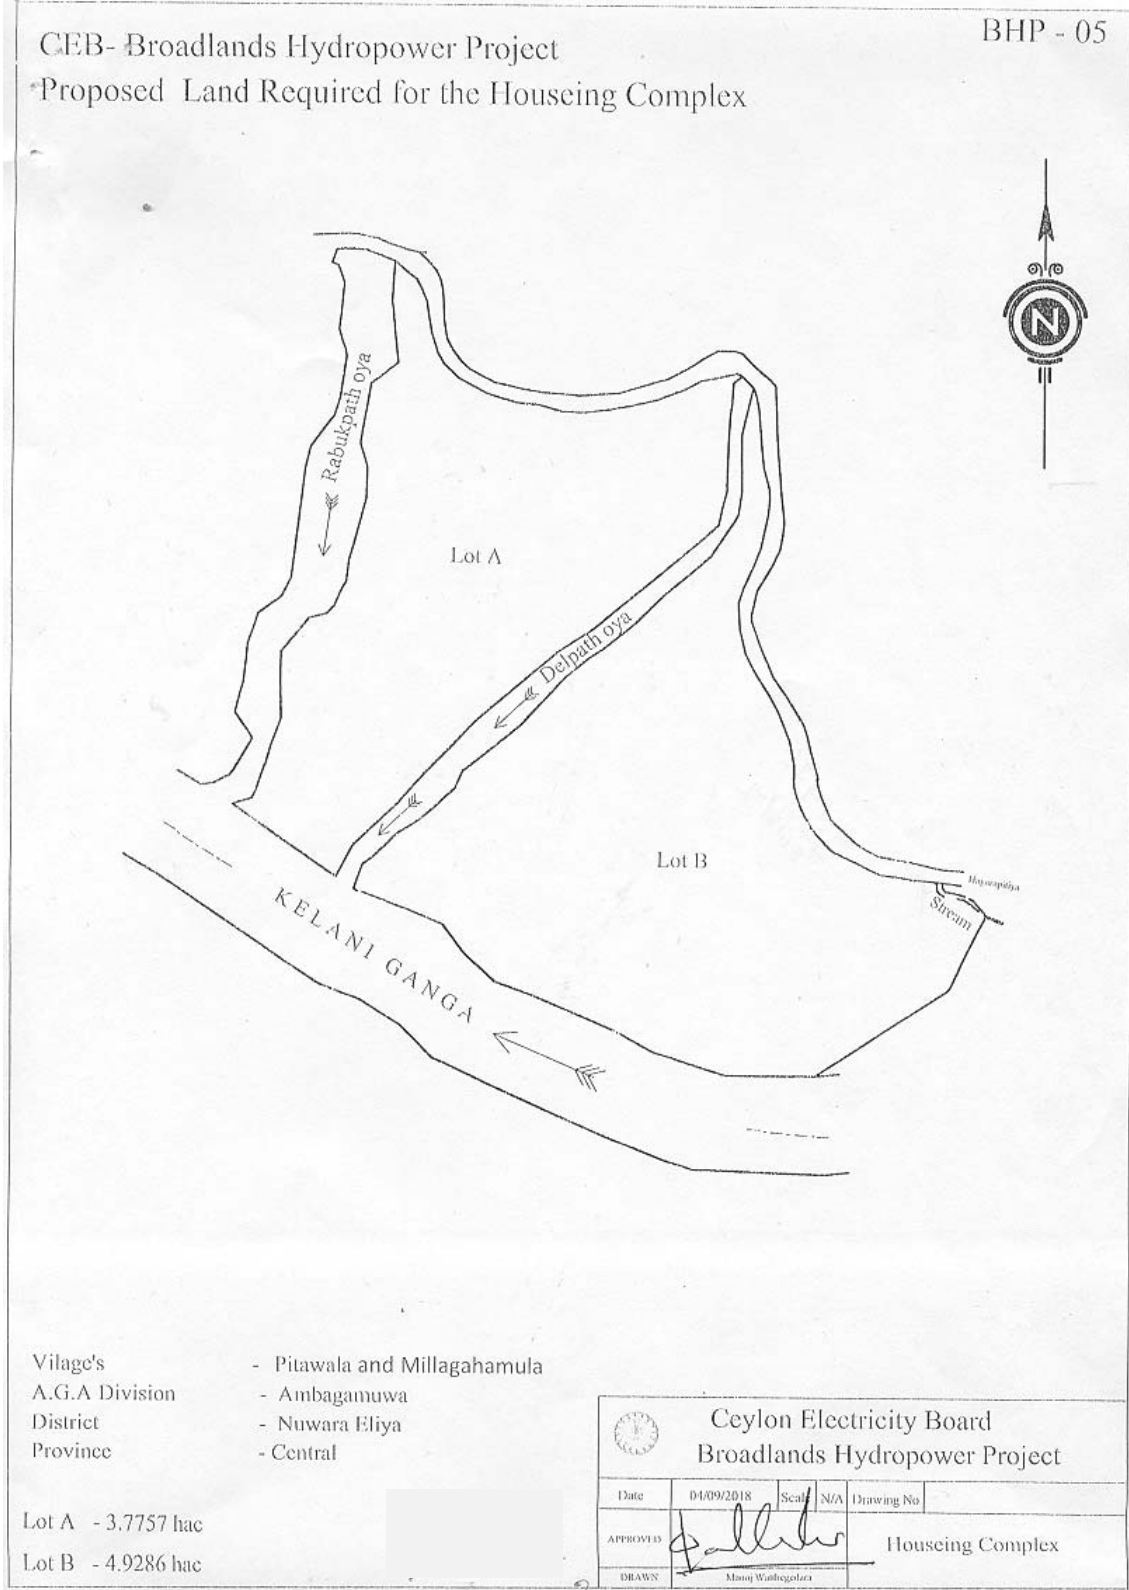 BHP - 05
CEB- Broadlands Hydropower Project
Proposed Land Required for the Houseing Complex
N
Rabukpath oya
Lot A
Delpath oya
Lot B
Stream
KELANI GANGA
Vilage's - Pitawala and Millagahamula
A.G.A Division - Ambagamuwa
District - Nuwara Eliya
Province - Central
Lot A - 3.7757 hac
Lot B - 4.9286 hac
Ceylon Electricity Board
Broadlands Hydropower Project
Date 04/09/2018 Scale N/A Drawing No
APPROVED
Houseing Complex
DRAWN Manoj